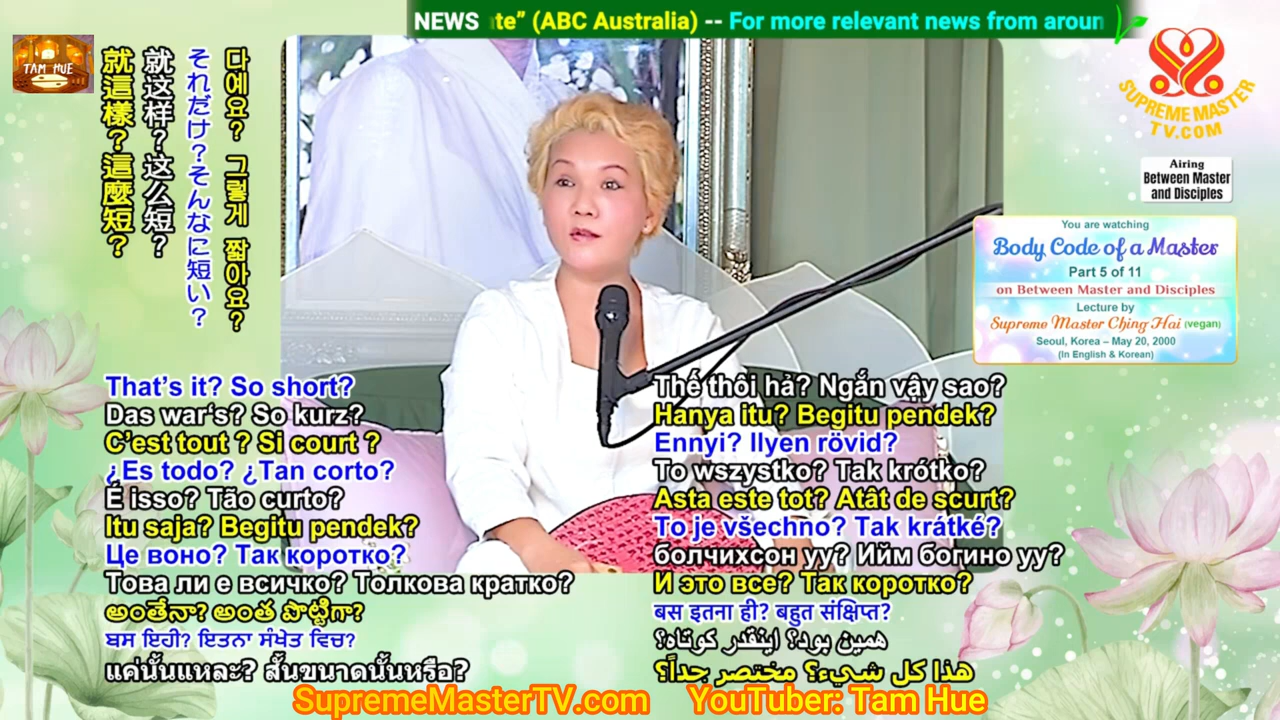 NEWS te” (ABC Australia) -- For more relevant news from aroun
TAM HUE
SUPREME MASTER
TV.COM
Airing
Between Master
and Disciples
You are watching
Body Code of a Master
Part 5 of 11
on Between Master and Disciples
Lecture by
Supreme Master Ching Hai (vegan)
Seoul, Korea – May 20, 2000
(In English & Korean)
다예요? 그렇게 짧아요?
それだけ？そんなに短い？
就这样？这么短？
就這樣？這麼短？
That’s it? So short?
Das war‘s? So kurz?
C’est tout ? Si court ?
¿Es todo? ¿Tan corto?
É isso? Tão curto?
Itu saja? Begitu pendek?
Це воно? Так коротко?
Това ли е всичко? Толкова кратко?
అంతేనా? అంత పొట్టిగా?
ਬਸ ਇਹੀ? ਇਤਨਾ ਸੰਖੇਤ ਵਿਚ?
แค่นั้นแหละ? สั้นขนาดนั้นหรือ?
Thế thôi hả? Ngắn vậy sao?
Hanya itu? Begitu pendek?
Ennyi? Ilyen rövid?
To wszystko? Tak krótko?
Asta este tot? Atât de scurt?
To je všechno? Tak krátké?
болчихсон уу? Ийм богино уу?
И это все? Так коротко?
बस इतना ही? बहुत संक्षिप्त?
همین بود؟ اینقدر کوتاه؟
هذا كل شيء؟ مختصر جداً؟
SupremeMasterTV.com YouTuber: Tam Hue